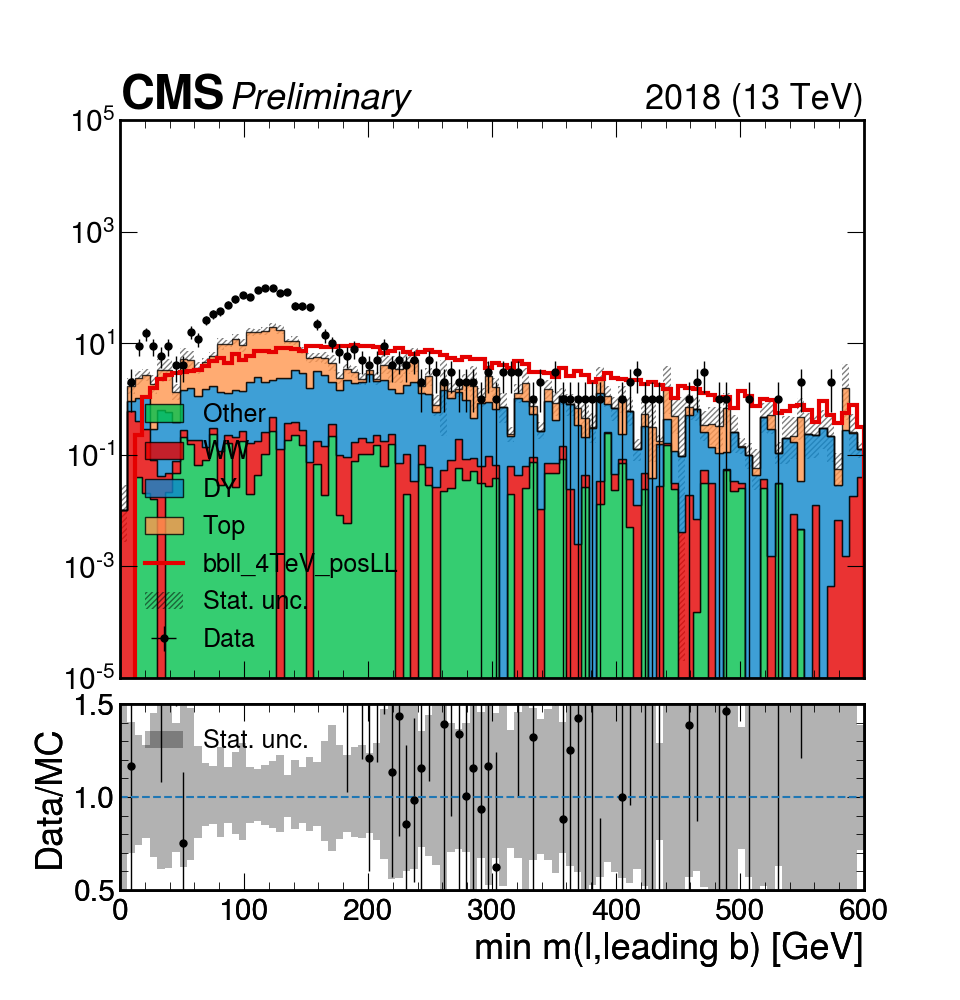 CMS Preliminary 2018 (13 TeV)
10^5
10^3
10^1
10^-1
10^-3
10^-5
Other
WW
DY
Top
bbll_4TeV_posLL
Stat. unc.
Data
1.5
1.0
0.5
Data/MC
Stat. unc.
0 100 200 300 400 500 600
min m(l,leading b) [GeV]